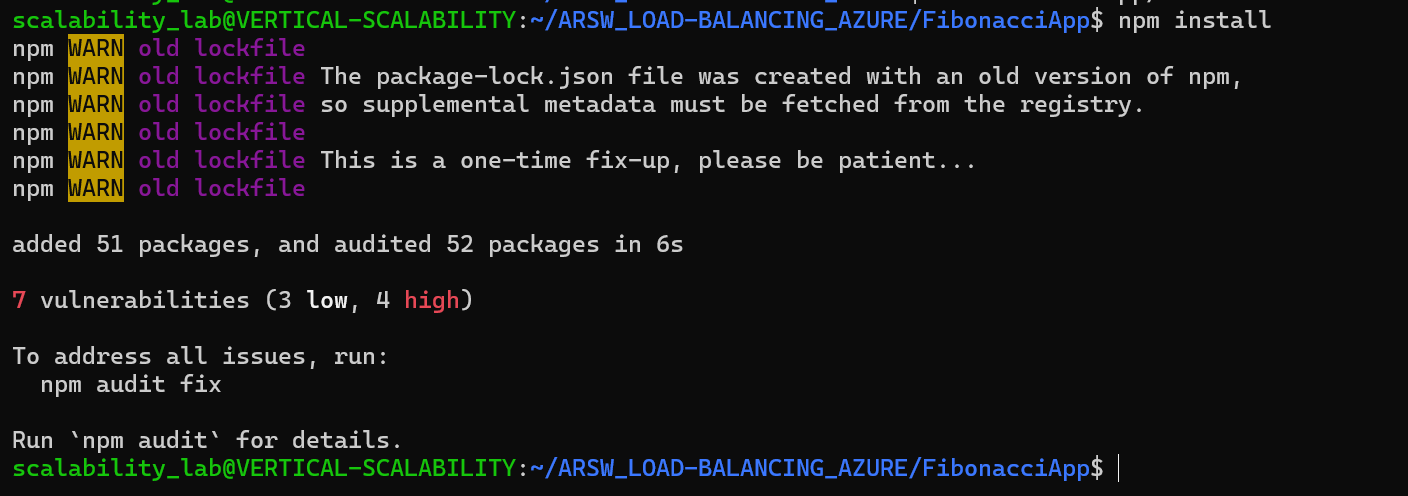 scalability_lab@VERTICAL-SCALABILITY:~/ARSW_LOAD-BALANCING_AZURE/FibonacciApp$ npm install
npm WARN old lockfile
npm WARN old lockfile The package-lock.json file was created with an old version of npm,
npm WARN old lockfile so supplemental metadata must be fetched from the registry.
npm WARN old lockfile
npm WARN old lockfile This is a one-time fix-up, please be patient...
npm WARN old lockfile
added 51 packages, and audited 52 packages in 6s
7 vulnerabilities (3 low, 4 high)
To address all issues, run:
npm audit fix
Run `npm audit` for details.
scalability_lab@VERTICAL-SCALABILITY:~/ARSW_LOAD-BALANCING_AZURE/FibonacciApp$